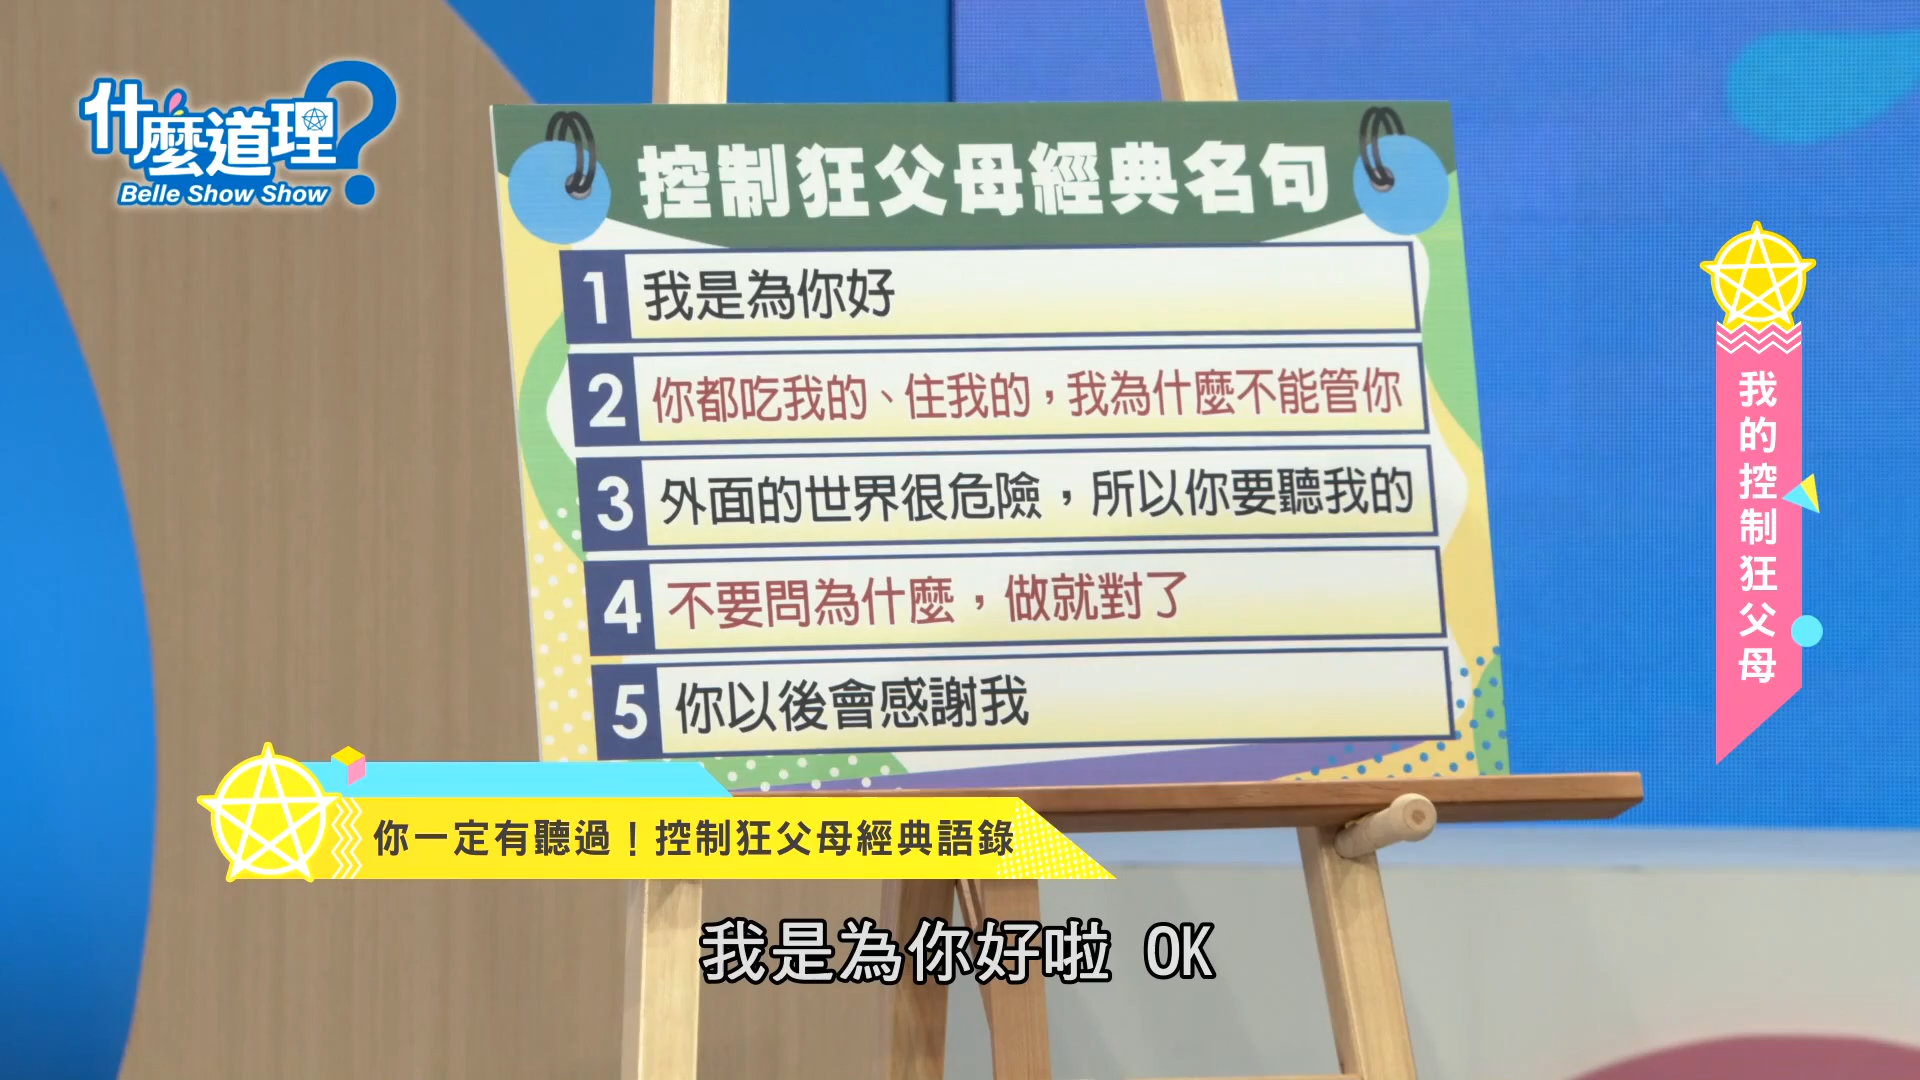 什麼道理?
Belle Show Show
控制狂父母經典名句
1 我是為你好
2 你都吃我的、住我的,我為什麼不能管你
3 外面的世界很危險,所以你要聽我的
4 不要問為什麼,做就對了
5 你以後會感謝我
我的控制狂父母
你一定有聽過!控制狂父母經典語錄
我是為你好啦 OK